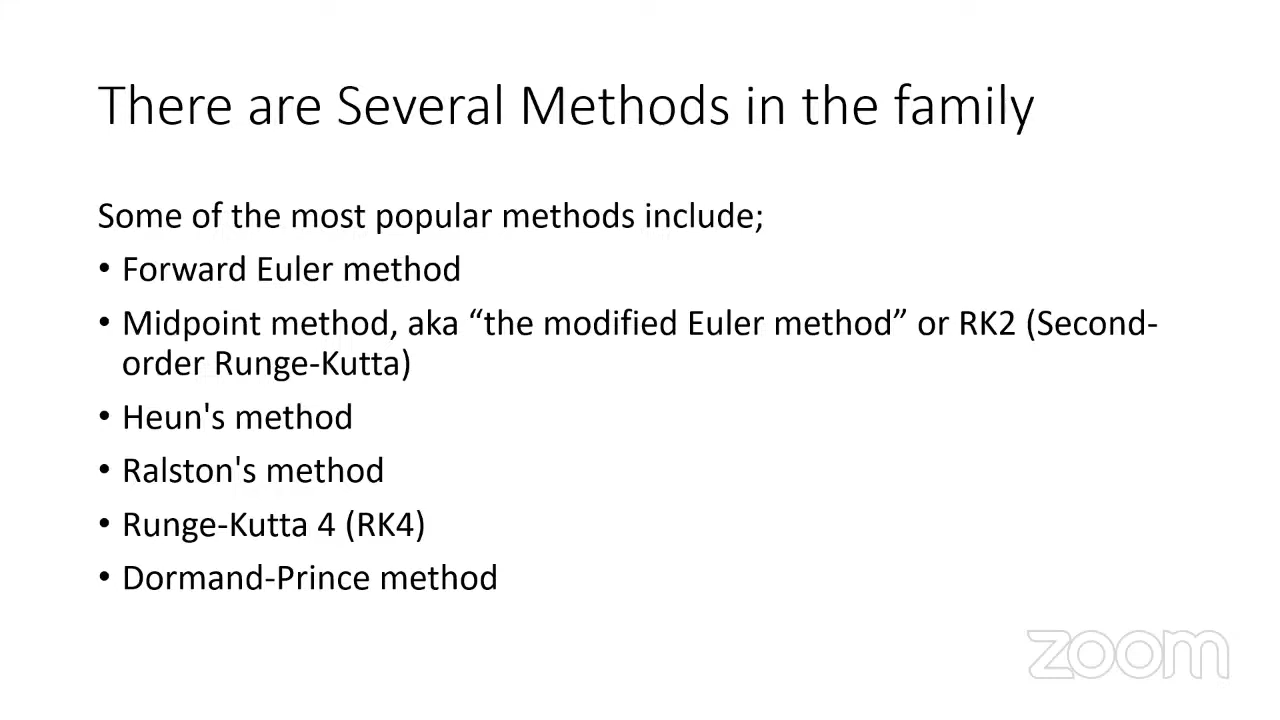 There are Several Methods in the family
Some of the most popular methods include;
• Forward Euler method
• Midpoint method, aka “the modified Euler method” or RK2 (Second-
order Runge-Kutta)
• Heun's method
• Ralston's method
• Runge-Kutta 4 (RK4)
• Dormand-Prince method
zoom